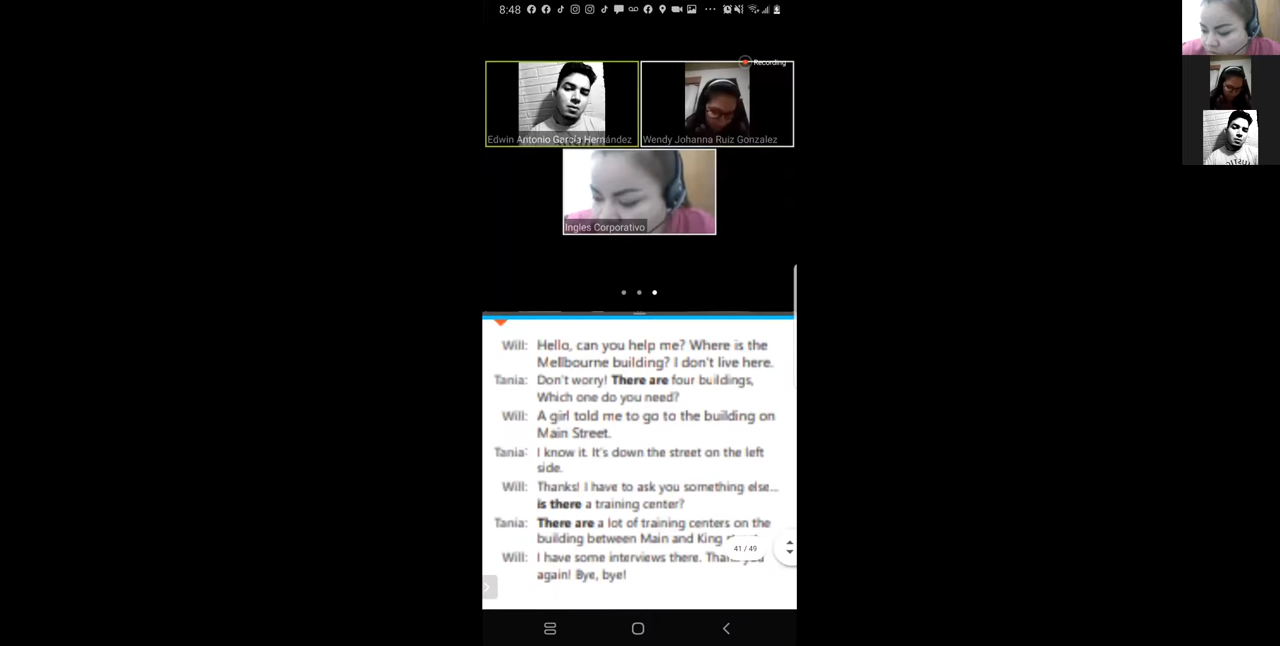 8:48
Recording
Edwin Antonio García Hernández
Wendy Johanna Ruiz Gonzalez
Ingles Corporativo
Will: Hello, can you help me? Where is the
Mellbourne building? I don't live here.
Tania: Don't worry! There are four buildings,
Which one do you need?
Will: A girl told me to go to the building on
Main Street.
Tania: I know it. It's down the street on the left
side.
Will: Thanks! I have to ask you something else...
is there a training center?
Tania: There are a lot of training centers on the
building between Main and King
41 / 49
Will: I have some interviews there. Thank you
again! Bye, bye!